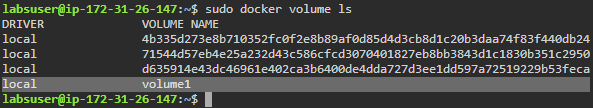 labsuser@ip-172-31-26-147:~$ sudo docker volume ls
DRIVER VOLUME NAME
local 4b335d273e8b710352fc0f2e8b89af0d85d4d3cb8d1c20b3daa74f83f440db24
local 71544d57eb4e25a232d43c586cfcd3070401827eb8bb3843d1c1830b351c2950
local d635914e43dc46961e402ca3b6400de4dda727d3ee1dd597a72519229b53feca
local volume1
labsuser@ip-172-31-26-147:~$